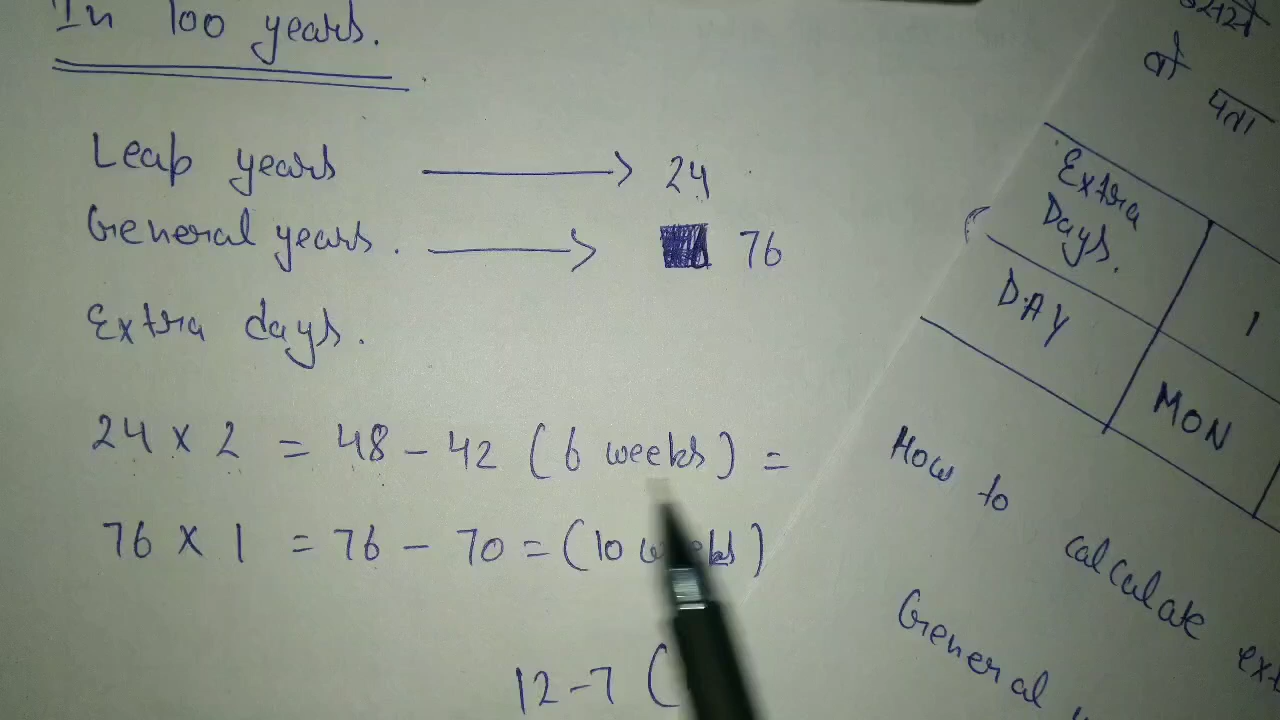 In 100 years.
Leap years → 24
General years. → 76
Extra days.
24 × 2 = 48 - 42 (6 weeks) =
76 × 1 = 76 - 70 = (10 weeks)
12 - 7 (
Extra Days. 1
DAY MON
How to calculate
General